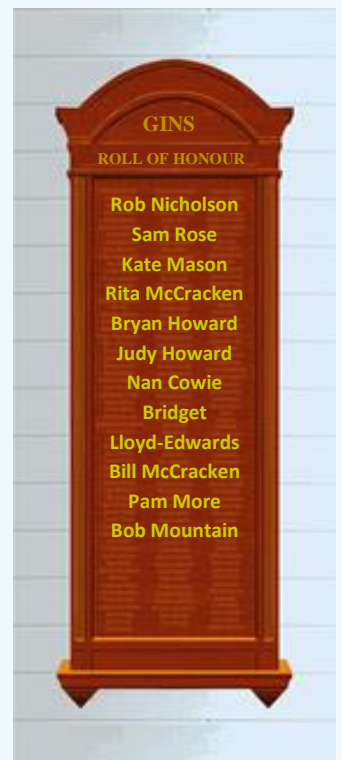 GINS
ROLL OF HONOUR
Rob Nicholson
Sam Rose
Kate Mason
Rita McCracken
Bryan Howard
Judy Howard
Nan Cowie
Bridget
Lloyd-Edwards
Bill McCracken
Pam More
Bob Mountain